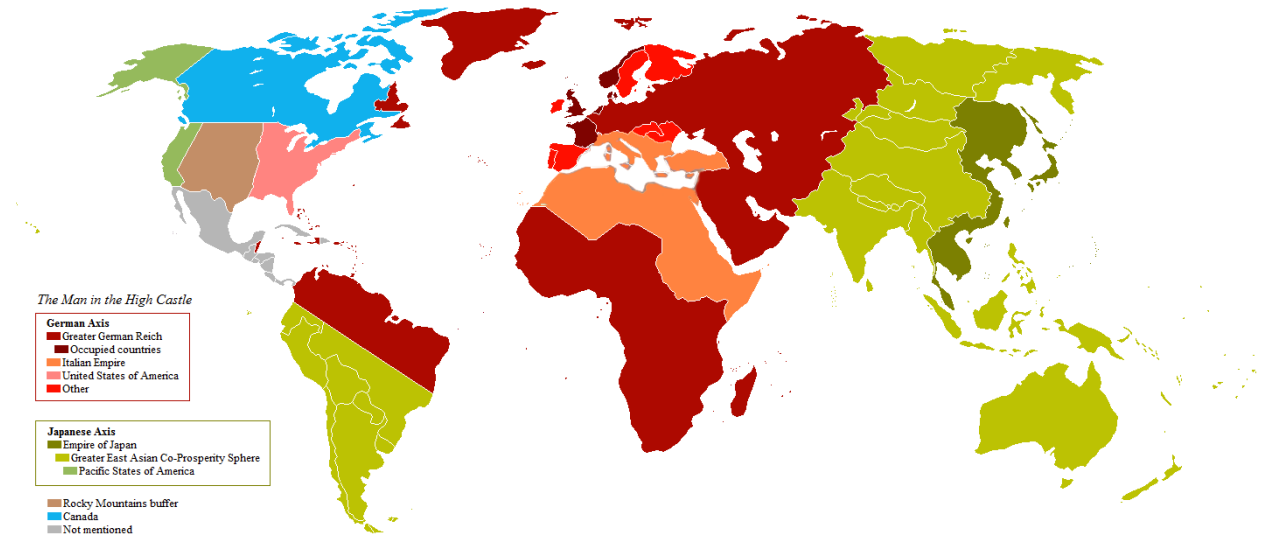 The Man in the High Castle
German Axis
Greater German Reich
Occupied countries
Italian Empire
United States of America
Other
Japanese Axis
Empire of Japan
Greater East Asian Co-Prosperity Sphere
Pacific States of America
Rocky Mountains buffer
Canada
Not mentioned